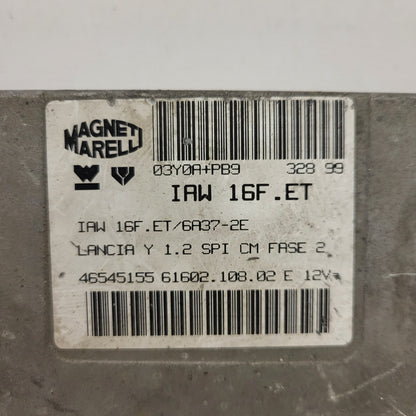 MAGNETI
MARELLI
03Y0A+PB9 328 99
IAW 16F.ET
IAW 16F.ET/6A37-2E
LANCIA Y 1.2 SPI CM FASE 2
46545155 61602.108.02 E 12V